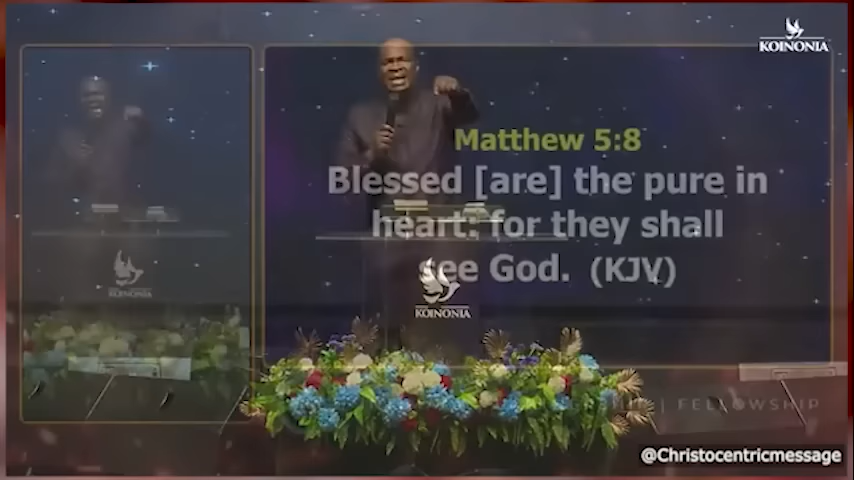 KOINONIA
Matthew 5:8
Blessed [are] the pure in
heart: for they shall
see God. (KJV)
KOINONIA
KOINONIA
| FELLOWSHIP
@Christocentricmessage